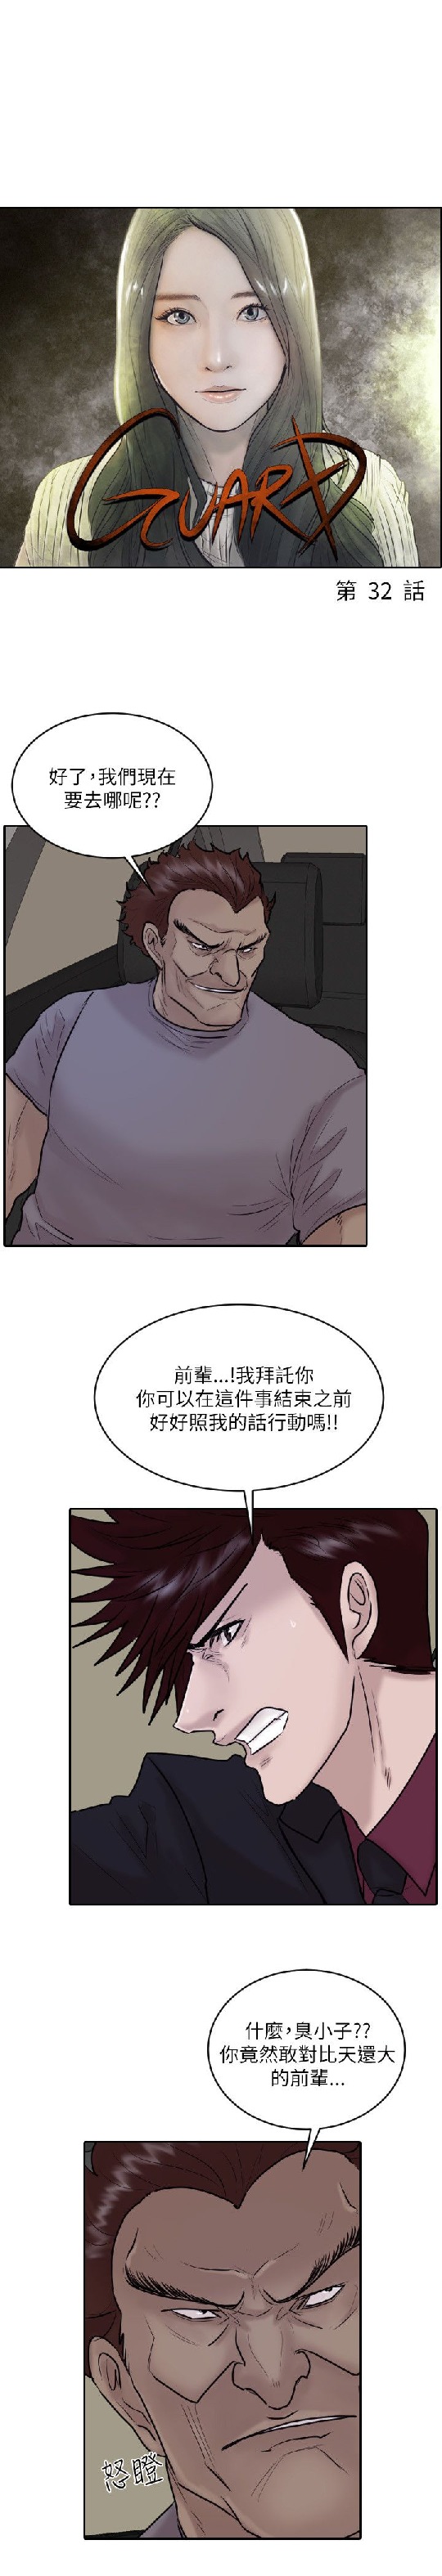 GUARD
第 32 話
好了，我們現在
要去哪呢??
前輩...!我拜託你
你可以在這件事結束之前
好好照我的話行動嗎!!
什麼，臭小子??
你竟然敢對比天還大
的前輩...
怒瞪